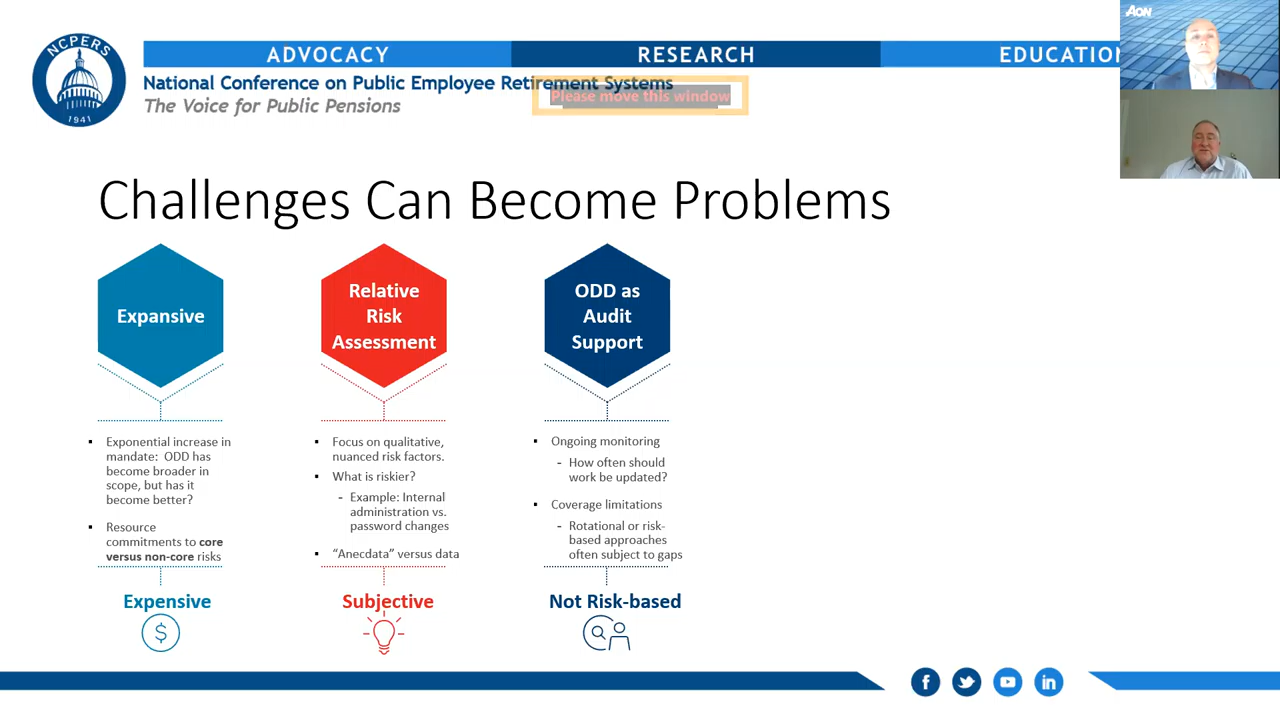 NCPERS
1941
ADVOCACY
RESEARCH
EDUCATION
AON
National Conference on Public Employee Retirement Systems
Please move this window
The Voice for Public Pensions
Challenges Can Become Problems
Expansive
Relative
Risk
Assessment
ODD as
Audit
Support
▪ Exponential increase in
mandate: ODD has
become broader in
scope, but has it
become better?
▪ Resource
commitments to core
versus non-core risks
▪ Focus on qualitative,
nuanced risk factors.
▪ What is riskier?
- Example: Internal
administration vs.
password changes
▪ “Anecdata” versus data
▪ Ongoing monitoring
- How often should
work be updated?
▪ Coverage limitations
- Rotational or risk-
based approaches
often subject to gaps
Expensive
Subjective
Not Risk-based
$
f
in